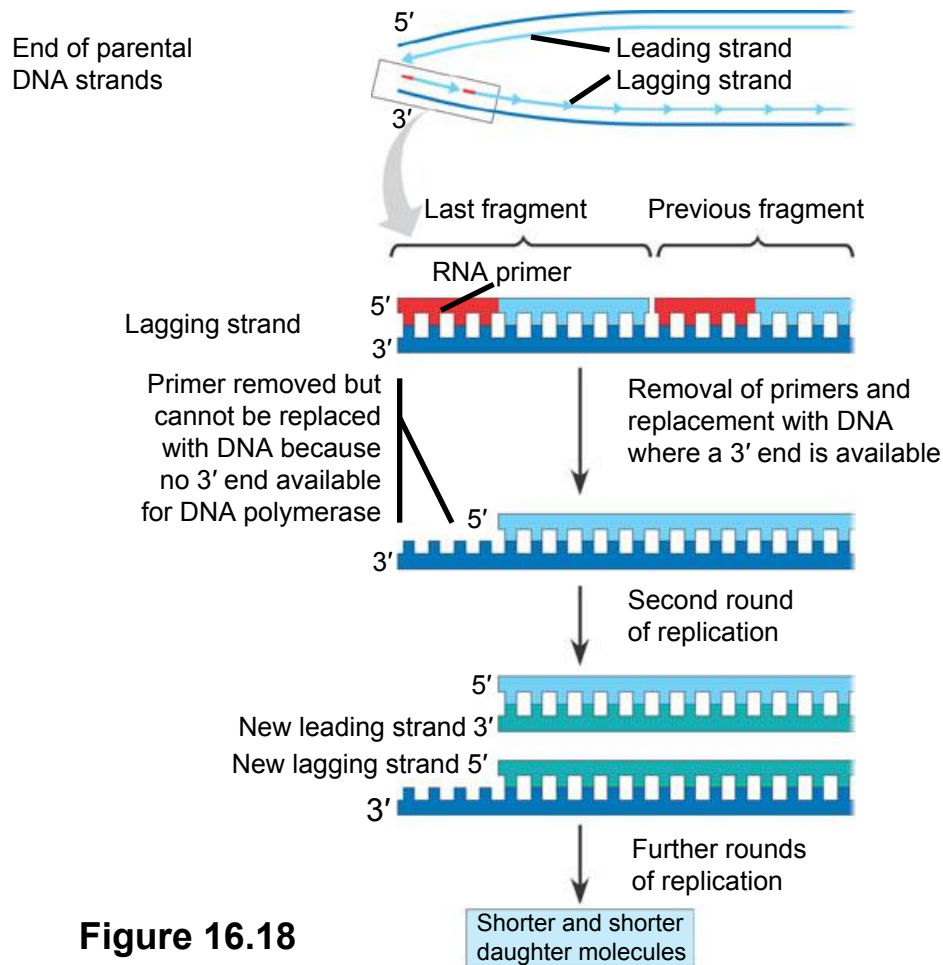 5′
End of parental
DNA strands
Leading strand
Lagging strand
3′
Last fragment
Previous fragment
RNA primer
5′
Lagging strand
3′
Primer removed but
cannot be replaced
with DNA because
no 3′ end available
for DNA polymerase
Removal of primers and
replacement with DNA
where a 3′ end is available
5′
3′
Second round
of replication
5′
New leading strand 3′
New lagging strand 5′
3′
Further rounds
of replication
Shorter and shorter
daughter molecules
Figure 16.18